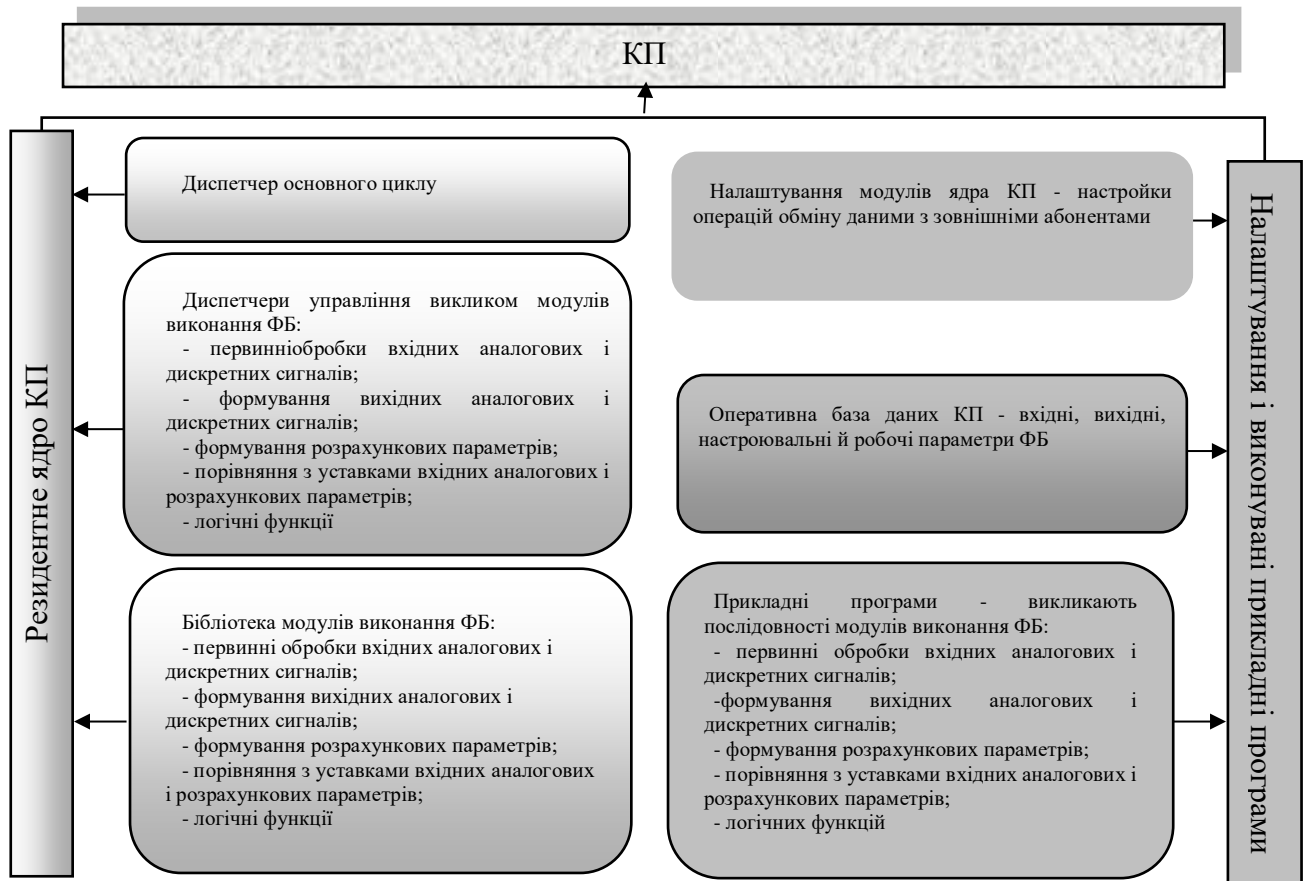 КП
Резидентне ядро КП
Диспетчер основного циклу
Диспетчери управління викликом модулів
виконання ФБ:
- первинніобробки вхідних аналогових і
дискретних сигналів;
- формування вихідних аналогових і
дискретних сигналів;
- формування розрахункових параметрів;
- порівняння з уставками вхідних аналогових і
розрахункових параметрів;
- логічні функції
Бібліотека модулів виконання ФБ:
- первинні обробки вхідних аналогових і
дискретних сигналів;
- формування вихідних аналогових і
дискретних сигналів;
- формування розрахункових параметрів;
- порівняння з уставками вхідних аналогових
і розрахункових параметрів;
- логічні функції
Налаштування модулів ядра КП - настройки
операцій обміну даними з зовнішніми абонентами
Оперативна база даних КП - вхідні, вихідні,
настроювальні й робочі параметри ФБ
Прикладні програми - викликають
послідовності модулів виконання ФБ:
- первинні обробки вхідних аналогових і
дискретних сигналів;
-формування вихідних аналогових і
дискретних сигналів;
- формування розрахункових параметрів;
- порівняння з уставками вхідних аналогових і
розрахункових параметрів;
- логічних функцій
Налаштування і виконувані прикладні програми